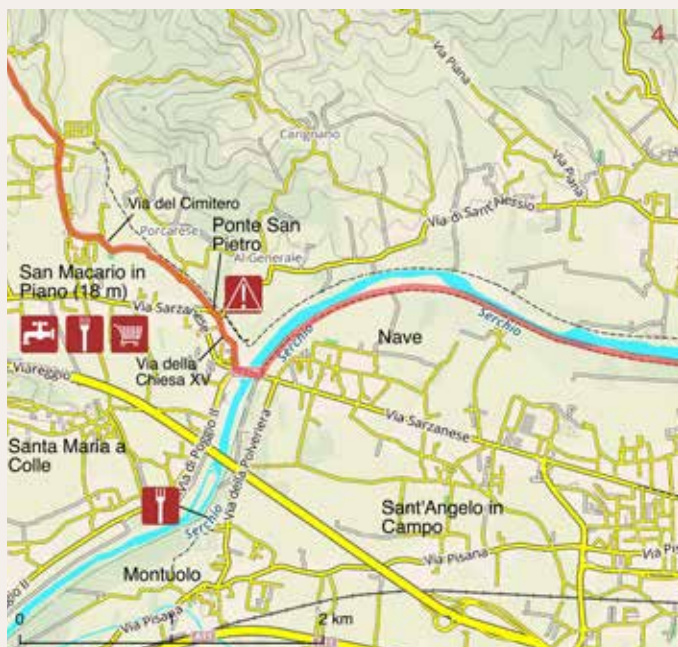 4
Via Piana
Carignano
Via Piana
Via del Cimitero
Porcarese
Ponte San
Pietro
Via di Sant'Alessio
Al Generale
San Macario in
Piano (18 m)
Via Sarzanese
Serchio
Nave
Serchio
Via della
Chiesa XV
Viareggio
Via Sarzanese
Santa Maria a
Colle
Via di Poggio II
Via della Polveriera
Serchio
Sant'Angelo in
Campo
Via Pisana
Via Pis
Montuolo
Via Pisana
0
2 km
A11